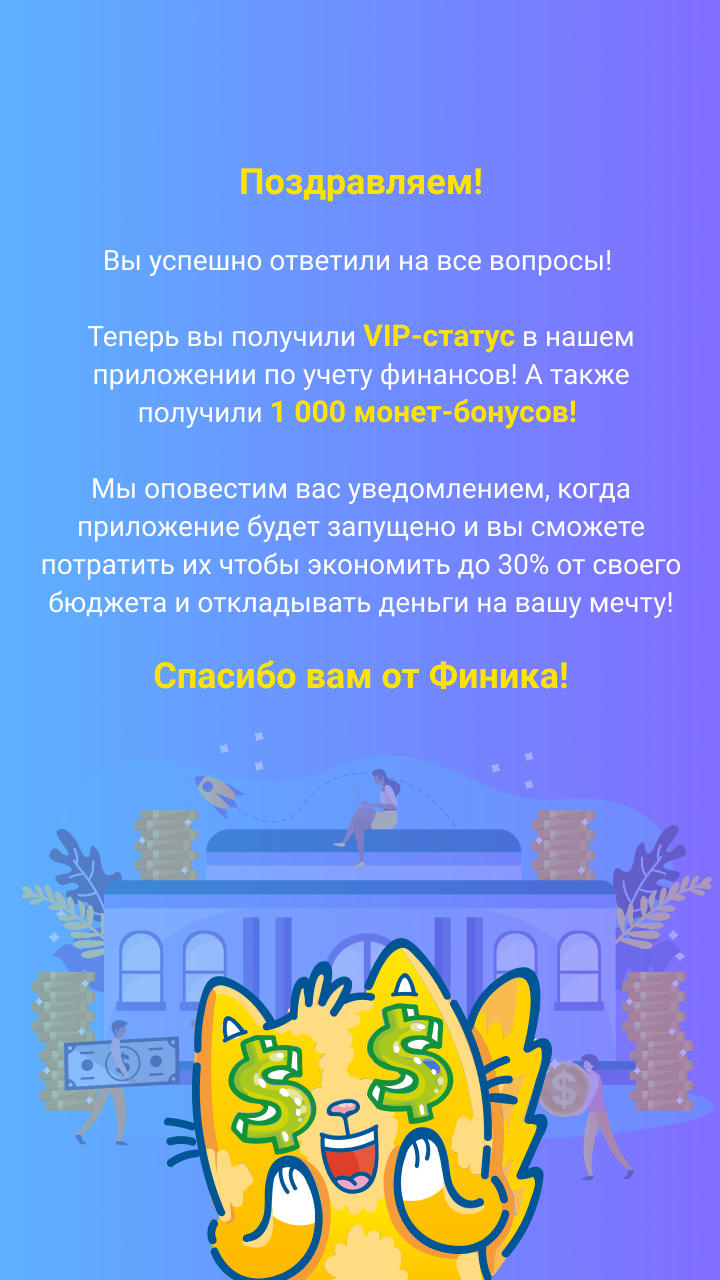 Поздравляем!
Вы успешно ответили на все вопросы!
Теперь вы получили VIP-статус в нашем
приложении по учету финансов! А также
получили 1 000 монет-бонусов!
Мы оповестим вас уведомлением, когда
приложение будет запущено и вы сможете
потратить их чтобы экономить до 30% от своего
бюджета и откладывать деньги на вашу мечту!
Спасибо вам от Финика!